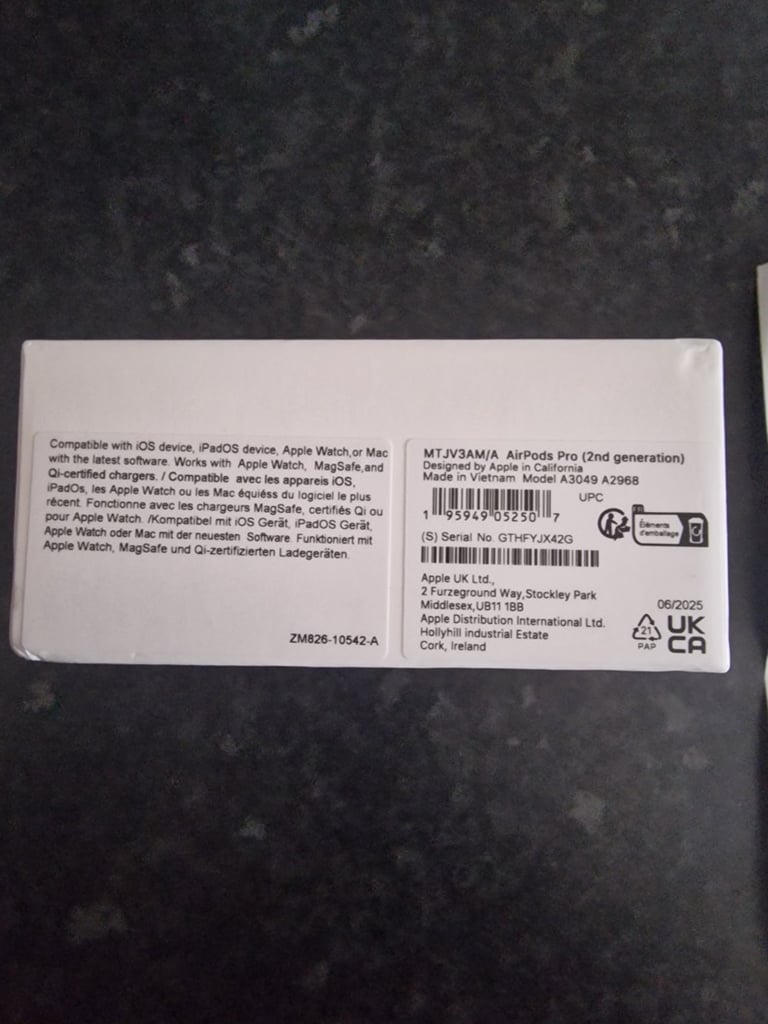 Compatible with iOS device, iPadOS device, Apple Watch,or Mac
with the latest software. Works with Apple Watch, MagSafe,and
Qi-certified chargers. / Compatible avec les appareils iOS,
iPadOs, les Apple Watch ou les Mac équiéss du logiciel le plus
récent. Fonctionne avec les chargeurs MagSafe, certifiés Qi ou
pour Apple Watch. /Kompatibel mit iOS Gerät, iPadOS Gerät,
Apple Watch oder Mac mit der neuesten Software. Funktioniert mit
Apple Watch, MagSafe und Qi-zertifizierten Ladegeräten.
ZM826-10542-A
MTJV3AM/A AirPods Pro (2nd generation)
Designed by Apple in California
Made in Vietnam Model A3049 A2968
UPC
1 95949 05250 7
FR
Éléments
d'emballage
(S) Serial No. GTHFYJX42G
Apple UK Ltd.,
2 Furzeground Way,Stockley Park
Middlesex,UB11 1BB
Apple Distribution International Ltd.
Hollyhill industrial Estate
Cork, Ireland
06/2025
21
PAP
UK
CA